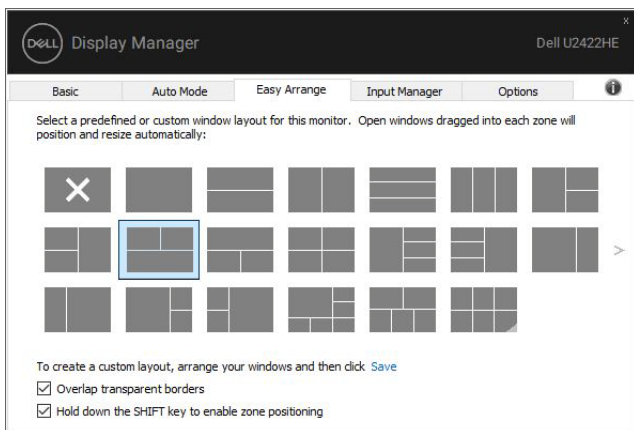 x
DELL Display Manager
Dell U2422HE
Basic
Auto Mode
Easy Arrange
Input Manager
Options
i
Select a predefined or custom window layout for this monitor. Open windows dragged into each zone will
position and resize automatically:
>
To create a custom layout, arrange your windows and then click Save
Overlap transparent borders
Hold down the SHIFT key to enable zone positioning